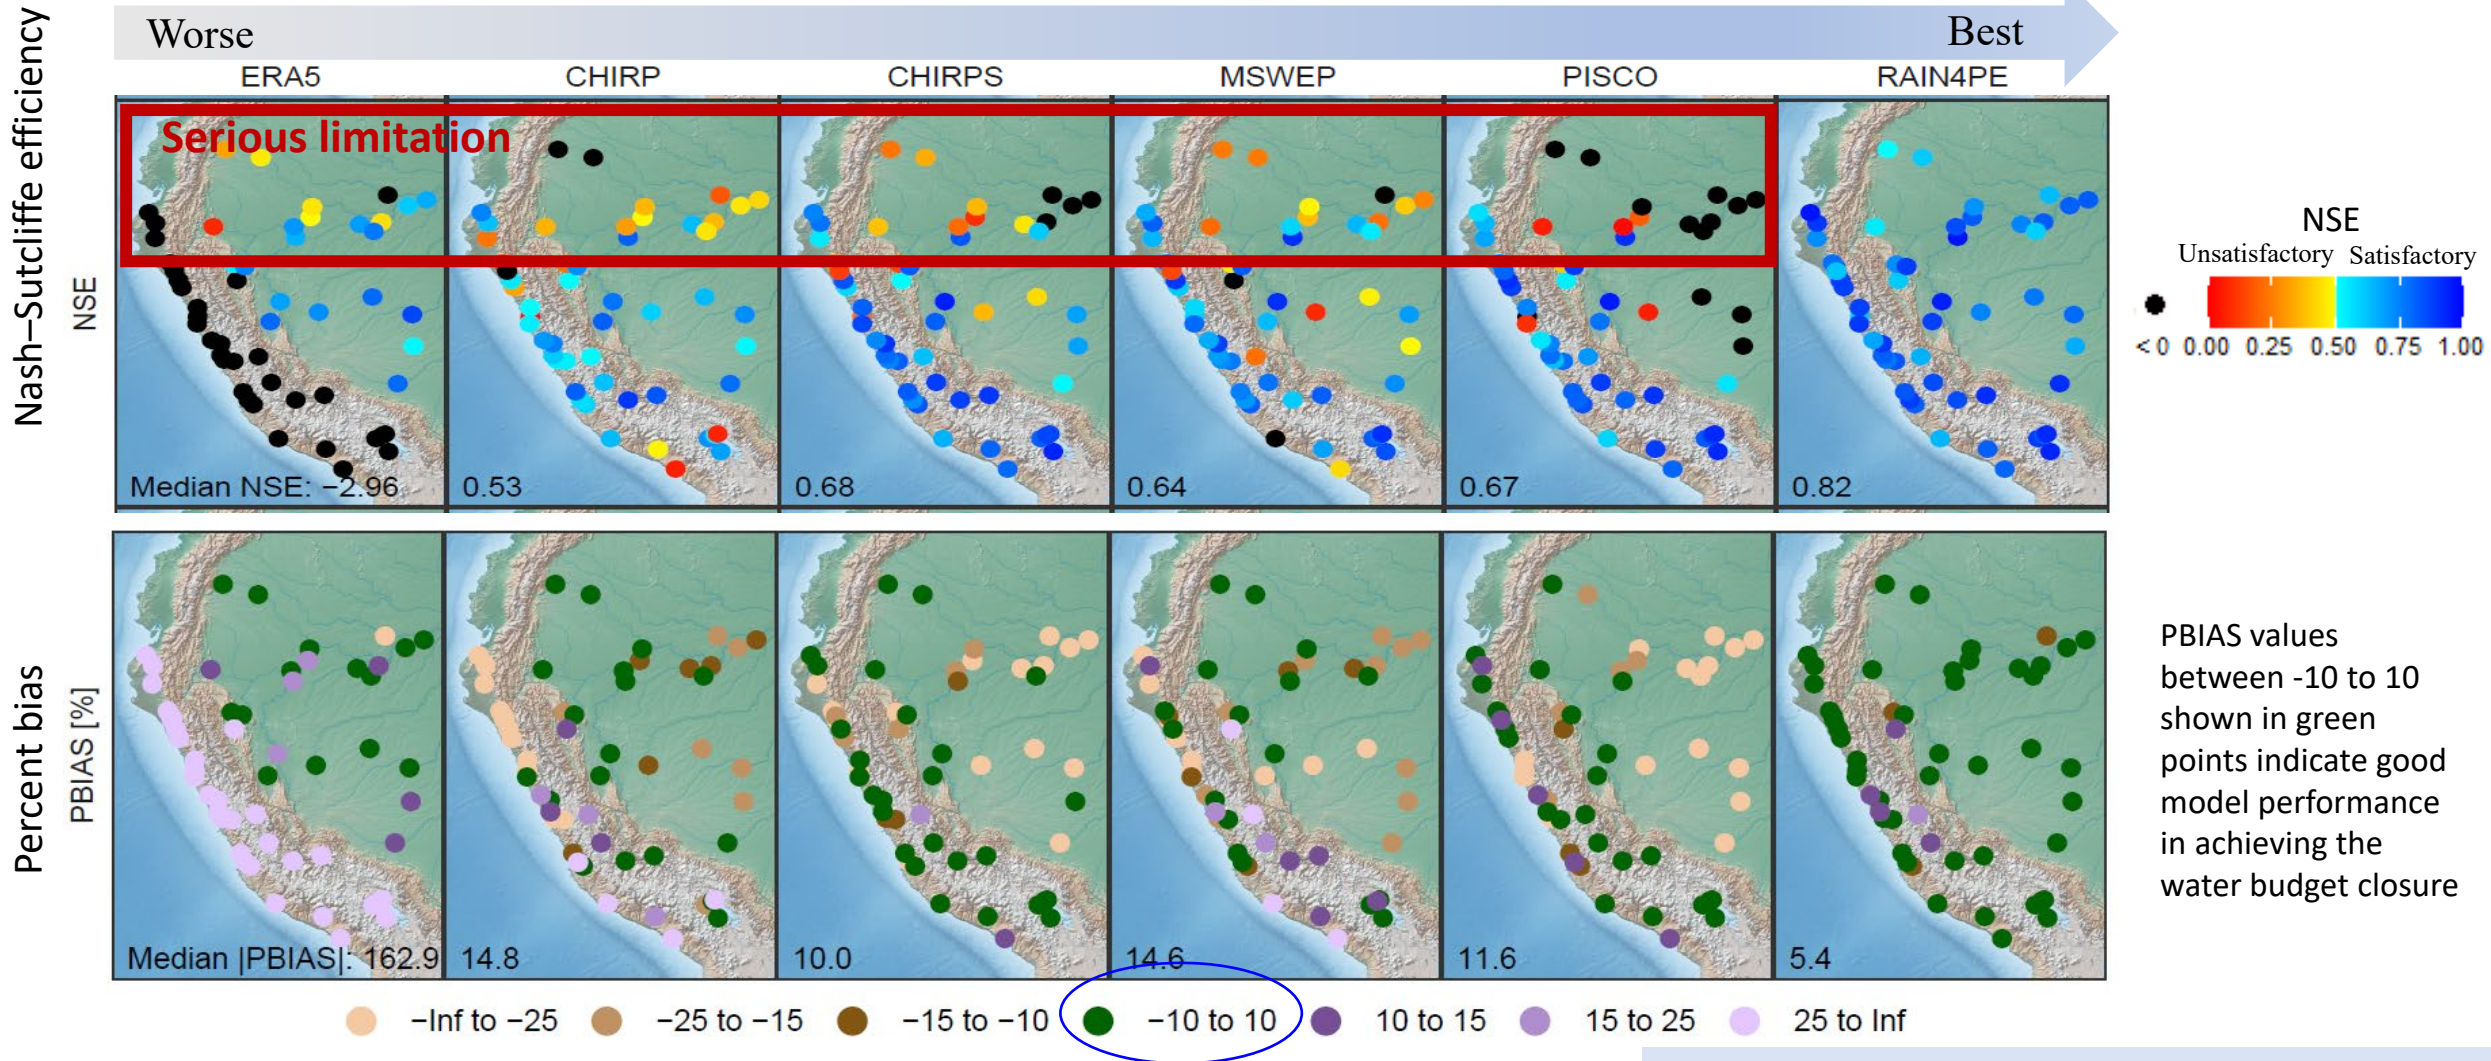 Worse
Best
Nash–Sutcliffe efficiency
ERA5
CHIRP
CHIRPS
MSWEP
PISCO
RAIN4PE
Serious limitation
NSE
Median NSE: −2.96
0.53
0.68
0.64
0.67
0.82
NSE
Unsatisfactory Satisfactory
< 0 0.00 0.25 0.50 0.75 1.00
Percent bias
PBIAS [%]
Median |PBIAS|: 162.9
14.8
10.0
14.6
11.6
5.4
PBIAS values
between -10 to 10
shown in green
points indicate good
model performance
in achieving the
water budget closure
−Inf to −25
−25 to −15
−15 to −10
−10 to 10
10 to 15
15 to 25
25 to Inf